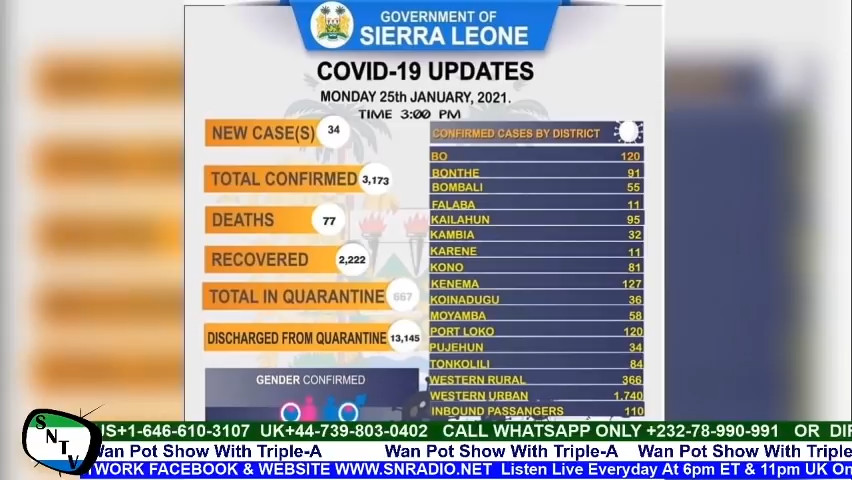 GOVERNMENT OF
SIERRA LEONE
COVID-19 UPDATES
MONDAY 25th JANUARY, 2021.
TIME 3:00 PM
NEW CASE(S) 34
TOTAL CONFIRMED 3,173
DEATHS 77
RECOVERED 2,222
TOTAL IN QUARANTINE 667
DISCHARGED FROM QUARANTINE 13,145
GENDER CONFIRMED
CONFIRMED CASES BY DISTRICT
BO 120
BONTHE 91
BOMBALI 55
FALABA 11
KAILAHUN 95
KAMBIA 32
KARENE 11
KONO 81
KENEMA 127
KOINADUGU 36
MOYAMBA 58
PORT LOKO 120
PUJEHUN 34
TONKOLILI 84
WESTERN RURAL 366
WESTERN URBAN 1.740
INBOUND PASSANGERS 110
SNTV
US+1-646-610-3107 UK+44-739-803-0402 CALL WHATSAPP ONLY +232-78-990-991 OR DI
Wan Pot Show With Triple-A Wan Pot Show With Triple-A Wan Pot Show With Triple
TWORK FACEBOOK & WEBSITE WWW.SNRADIO.NET Listen Live Everyday At 6pm ET & 11pm UK On